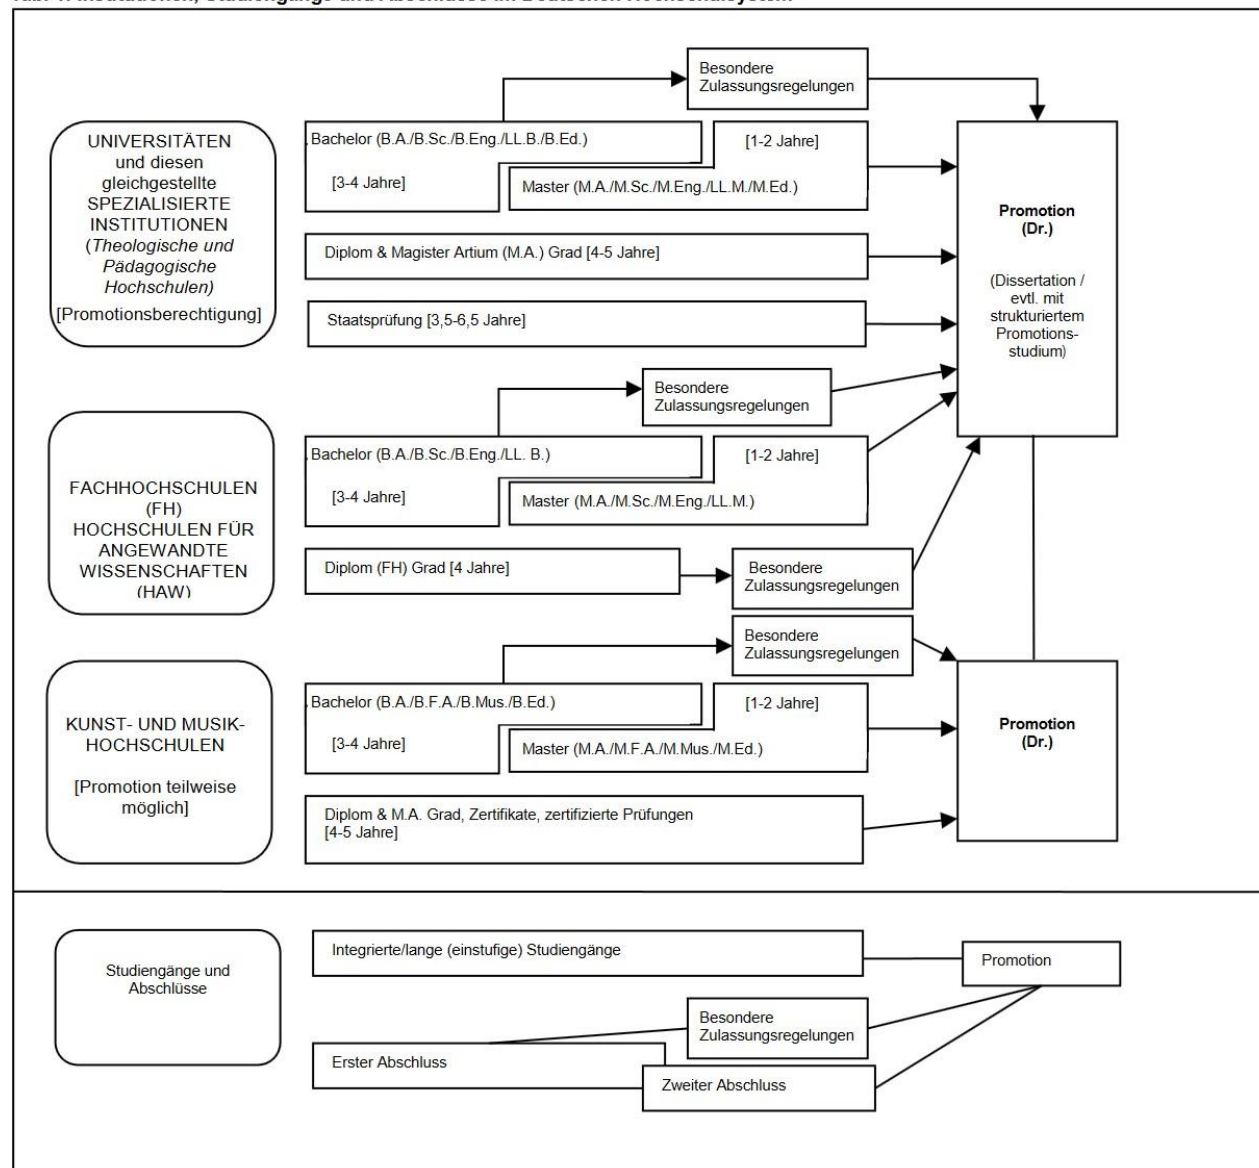 Besondere
Zulassungsregelungen
UNIVERSITÄTEN
und diesen
gleichgestellte
SPEZIALISIERTE
INSTITUTIONEN
(Theologische und
Pädagogische
Hochschulen)
[Promotionsberechtigung]
Bachelor (B.A./B.Sc./B.Eng./LL.B./B.Ed.)
[1-2 Jahre]
[3-4 Jahre]
Master (M.A./M.Sc./M.Eng./LL.M./M.Ed.)
Diplom & Magister Artium (M.A.) Grad [4-5 Jahre]
Staatsprüfung [3,5-6,5 Jahre]
Promotion
(Dr.)
(Dissertation /
evtl. mit
strukturiertem
Promotions-
studium)
Besondere
Zulassungsregelungen
FACHHOCHSCHULEN
(FH)
HOCHSCHULEN FÜR
ANGEWANDTE
WISSENSCHAFTEN
(HAW)
Bachelor (B.A./B.Sc./B.Eng./LL. B.)
[1-2 Jahre]
[3-4 Jahre]
Master (M.A./M.Sc./M.Eng./LL.M.)
Diplom (FH) Grad [4 Jahre]
Besondere
Zulassungsregelungen
Besondere
Zulassungsregelungen
KUNST- UND MUSIK-
HOCHSCHULEN
[Promotion teilweise
möglich]
Bachelor (B.A./B.F.A./B.Mus./B.Ed.)
[1-2 Jahre]
[3-4 Jahre]
Master (M.A./M.F.A./M.Mus./M.Ed.)
Diplom & M.A. Grad, Zertifikate, zertifizierte Prüfungen
[4-5 Jahre]
Promotion
(Dr.)
Studiengänge und
Abschlüsse
Integrierte/lange (einstufige) Studiengänge
Promotion
Besondere
Zulassungsregelungen
Erster Abschluss
Zweiter Abschluss